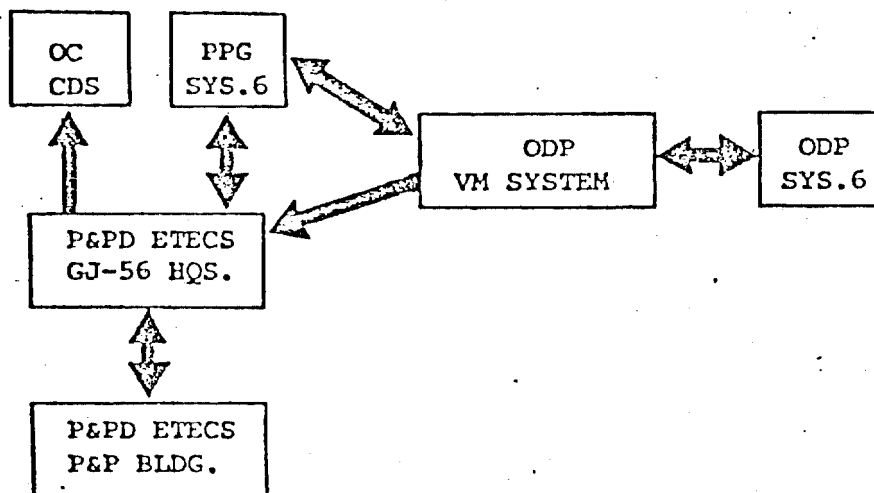 OC
CDS
PPG
SYS.6
ODP
VM SYSTEM
ODP
SYS.6
P&PD ETECS
GJ-56 HQS.
P&PD ETECS
P&P BLDG.